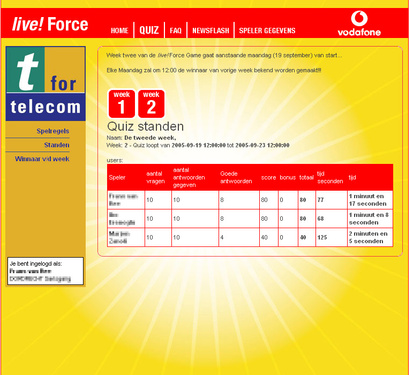 live! Force
HOME QUIZ FAQ NEWSFLASH SPELER GEGEVENS
vodafone
t for
telecom
Spelregels
Standen
Winnaar v/d week
Je bent ingelogd als:
Week twee van de live!Force Game gaat aanstaande maandag (19 september) van start...
Elke Maandag zal om 12:00 de winnaar van vorige week bekend worden gemaakt!!!
week week
1 2
Quiz standen
Naam: De tweede week,
Week: 2 - Quiz loopt van 2005-09-19 12:00:00 tot 2005-09-23 12:00:00
users:
Speler aantal vragen aantal antwoorden gegeven Goede antwoorden score bonus totaal tijd seconden tijd
10 10 8 80 0 80 77 1 minuut en 17 seconden
10 10 8 80 0 80 68 1 minuut en 8 seconden
10 10 4 40 0 40 125 2 minuten en 5 seconden